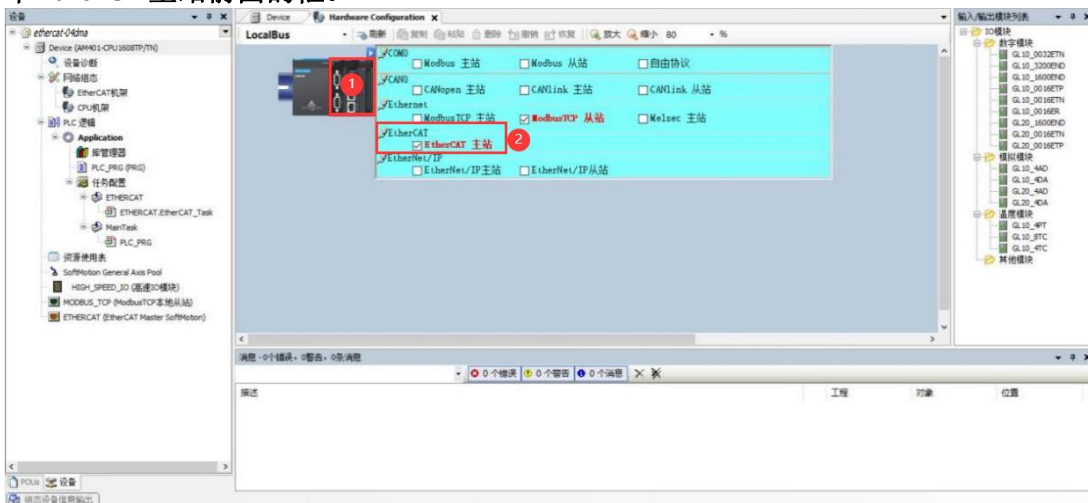 设备
Device
Hardware Configuration
输入/输出模块列表
ethercat-04dma
Device (AM401-CPU1608TP/TN)
设备诊断
网络组态
EtherCAT机架
CPU机架
PLC 逻辑
Application
库管理器
PLC_PRG (PRG)
任务配置
ETHERCAT
ETHERCAT.EtherCAT_Task
MainTask
PLC_PRG
资源使用表
SoftMotion General Axis Pool
HIGH_SPEED_IO (高速IO模块)
MODBUS_TCP (ModbusTCP本地从站)
ETHERCAT (EtherCAT Master SoftMotion)
POUs 设备
组态设备信息输出
LocalBus
刷新 复制 粘贴 删除 撤销 恢复 放大 缩小 80 %
1
COM0
Modbus 主站 Modbus 从站 自由协议
CAN0
CANopen 主站 CANlink 主站 CANlink 从站
Ethernet
ModbusTCP 主站 ModbusTCP 从站 Melsec 主站
EtherCAT
EtherCAT 主站
2
EtherNet/IP
EtherNet/IP主站 EtherNet/IP从站
IO模块
数字模块
GL10_0032ETN
GL10_3200END
GL10_1600END
GL10_0016ETP
GL10_0016ETN
GL10_0016ER
GL20_1600END
GL20_0016ETN
GL20_0016ETP
模拟模块
GL10_4AD
GL10_4DA
GL20_4AD
GL20_4DA
温度模块
GL10_4PT
GL10_8TC
GL10_4TC
其他模块
消息 -0个错误，0警告，0条消息
0 个错误 0 个警告 0 个消息
描述 工程 对象 位置